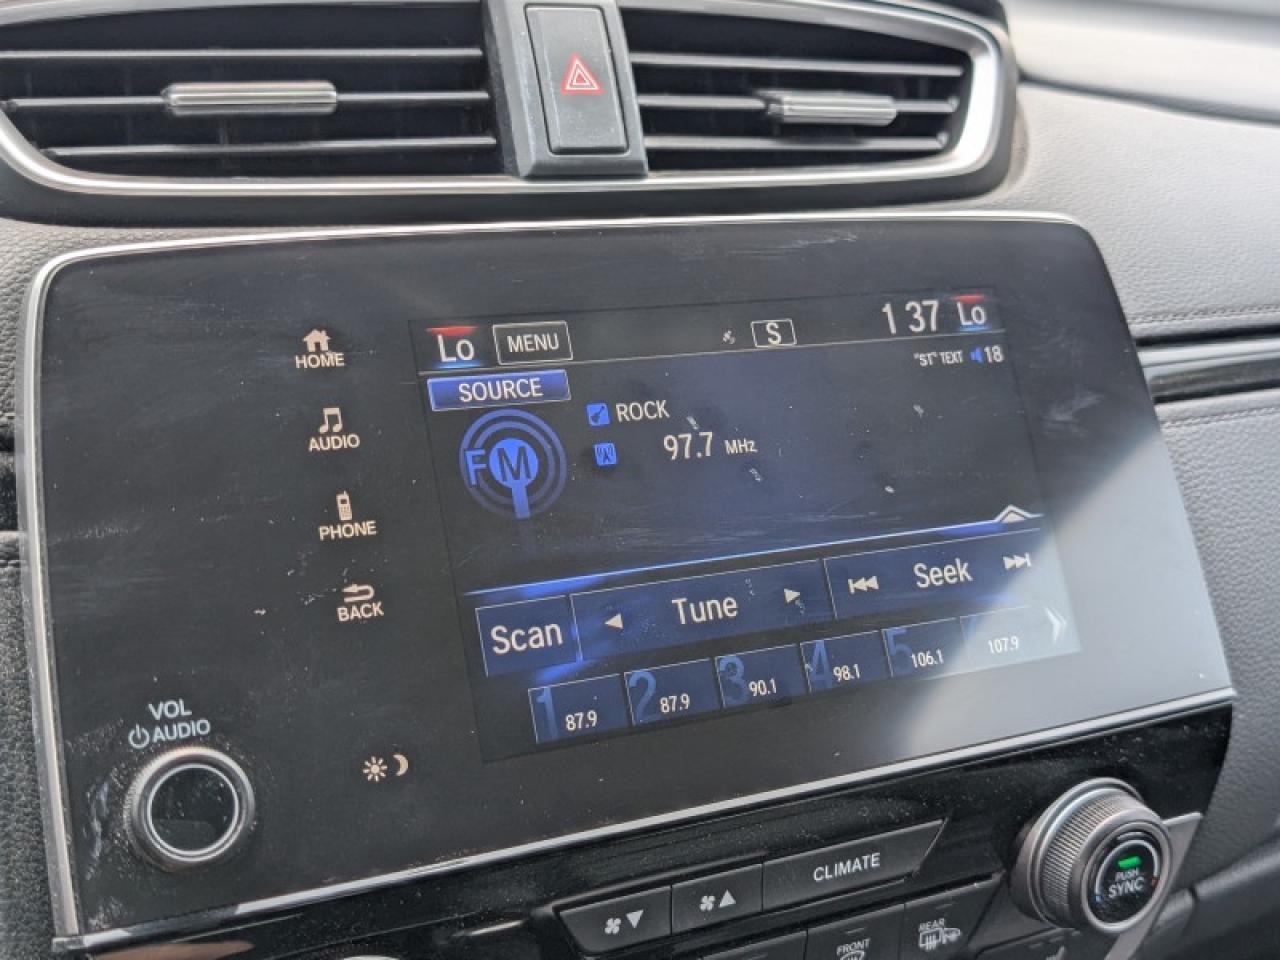 HOME
AUDIO
PHONE
BACK
VOL
AUDIO
Lo
MENU
S
1 37
Lo
SOURCE
"ST" TEXT
18
FM
ROCK
97.7 MHz
Scan
Tune
Seek
1 87.9
2 87.9
3 90.1
4 98.1
5 106.1
107.9
CLIMATE
PUSH
SYNC
FRONT
REAR